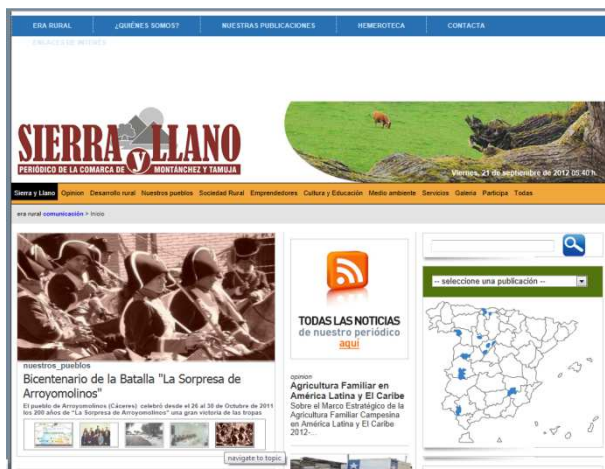 ERA RURAL ¿QUIÉNES SOMOS? NUESTRAS PUBLICACIONES HEMEROTECA CONTACTA
ENLACES DE INTERÉS
SIERRA y LLANO
PERIÓDICO DE LA COMARCA DE MONTÁNCHEZ Y TAMUJA
Viernes, 21 de septiembre de 2012 05:40 h.
Sierra y Llano Opinion Desarrollo rural Nuestros pueblos Sociedad Rural Emprendedores Cultura y Educación Medio ambiente Servicios Galeria Participa Todas
era rural comunicación > Inicio
-- seleccione una publicación --
TODAS LAS NOTICIAS
de nuestro periódico
aquí
nuestros_pueblos
Bicentenario de la Batalla "La Sorpresa de
Arroyomolinos"
El pueblo de Arroyomolinos (Cáceres) celebró desde el 26 al 30 de Octubre de 2011
los 200 años de "La Sorpresa de Arroyomolinos" una gran victoria de las tropas
opinion
Agricultura Familiar en
América Latina y El Caribe
Sobre el Marco Estratégico de la
Agricultura Familiar Campesina
en América Latina y El Caribe
2012-...
navigate to topic